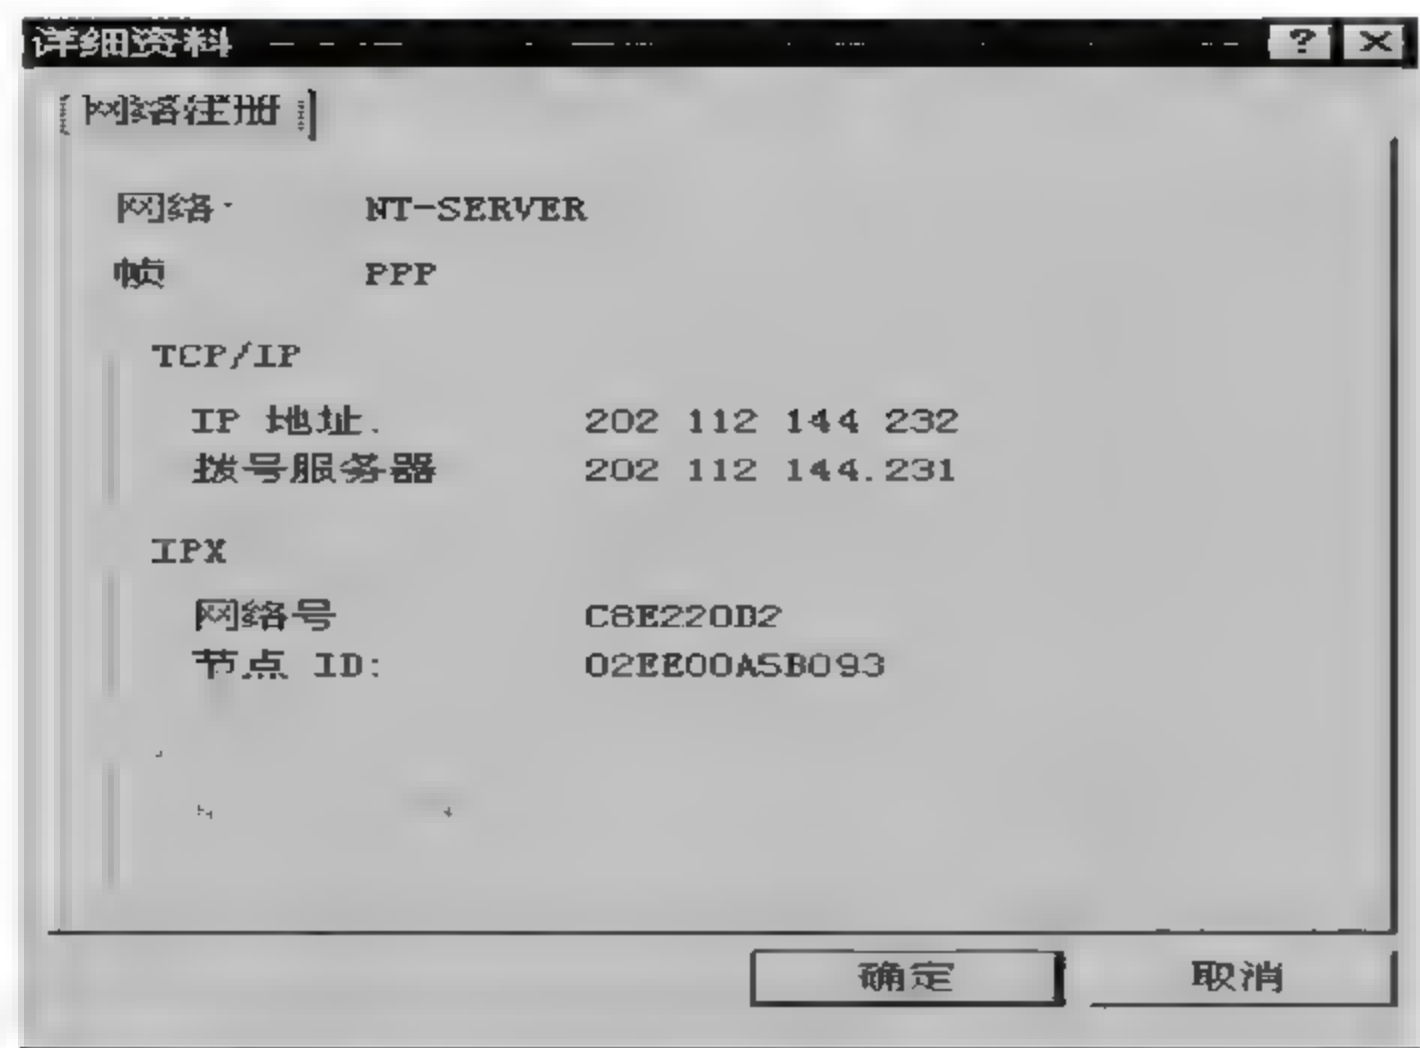 详细资料
网络注册
网络: NT-SERVER
帧 PPP
TCP/IP
IP 地址. 202 112 144 232
拨号服务器 202 112 144.231
IPX
网络号 C8E220D2
节点 ID: 02EE00A5B093
确定 取消